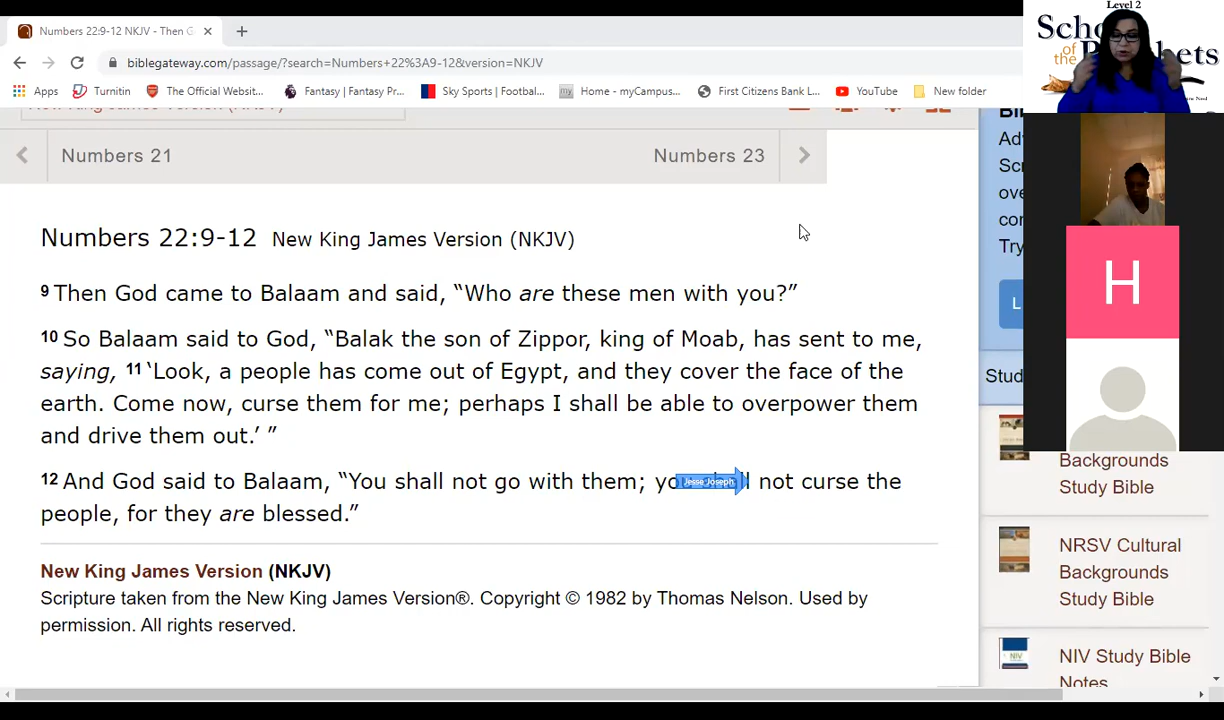 Numbers 22:9-12 NKJV - Then G
biblegateway.com/passage/?search=Numbers+22%3A9-12&version=NKJV
Apps Turnitin The Official Websit... Fantasy | Fantasy Pr... Sky Sports | Footbal... Home - myCampus... First Citizens Bank L... YouTube New folder
Level 2
of the
Numbers 21
Numbers 23
Numbers 22:9-12 New King James Version (NKJV)
9 Then God came to Balaam and said, “Who are these men with you?”
10 So Balaam said to God, “Balak the son of Zippor, king of Moab, has sent to me,
saying, 11 ‘Look, a people has come out of Egypt, and they cover the face of the
earth. Come now, curse them for me; perhaps I shall be able to overpower them
and drive them out.’ ”
12 And God said to Balaam, “You shall not go with them; you shall not curse the
people, for they are blessed.”
Jesse Joseph
New King James Version (NKJV)
Scripture taken from the New King James Version®. Copyright © 1982 by Thomas Nelson. Used by
permission. All rights reserved.
H
Backgrounds
Study Bible
NRSV Cultural
Backgrounds
Study Bible
NIV Study Bible
Notes